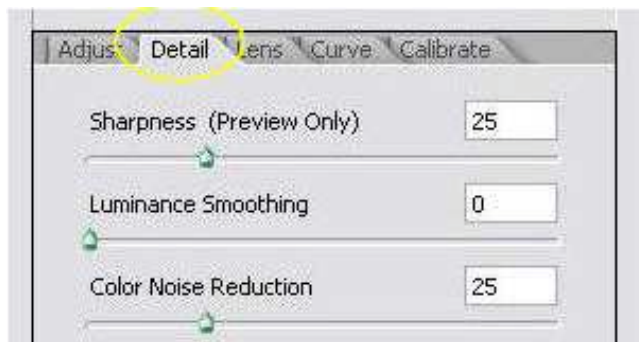 Adjust Detail Lens Curve Calibrate
Sharpness (Preview Only) 25
Luminance Smoothing 0
Color Noise Reduction 25